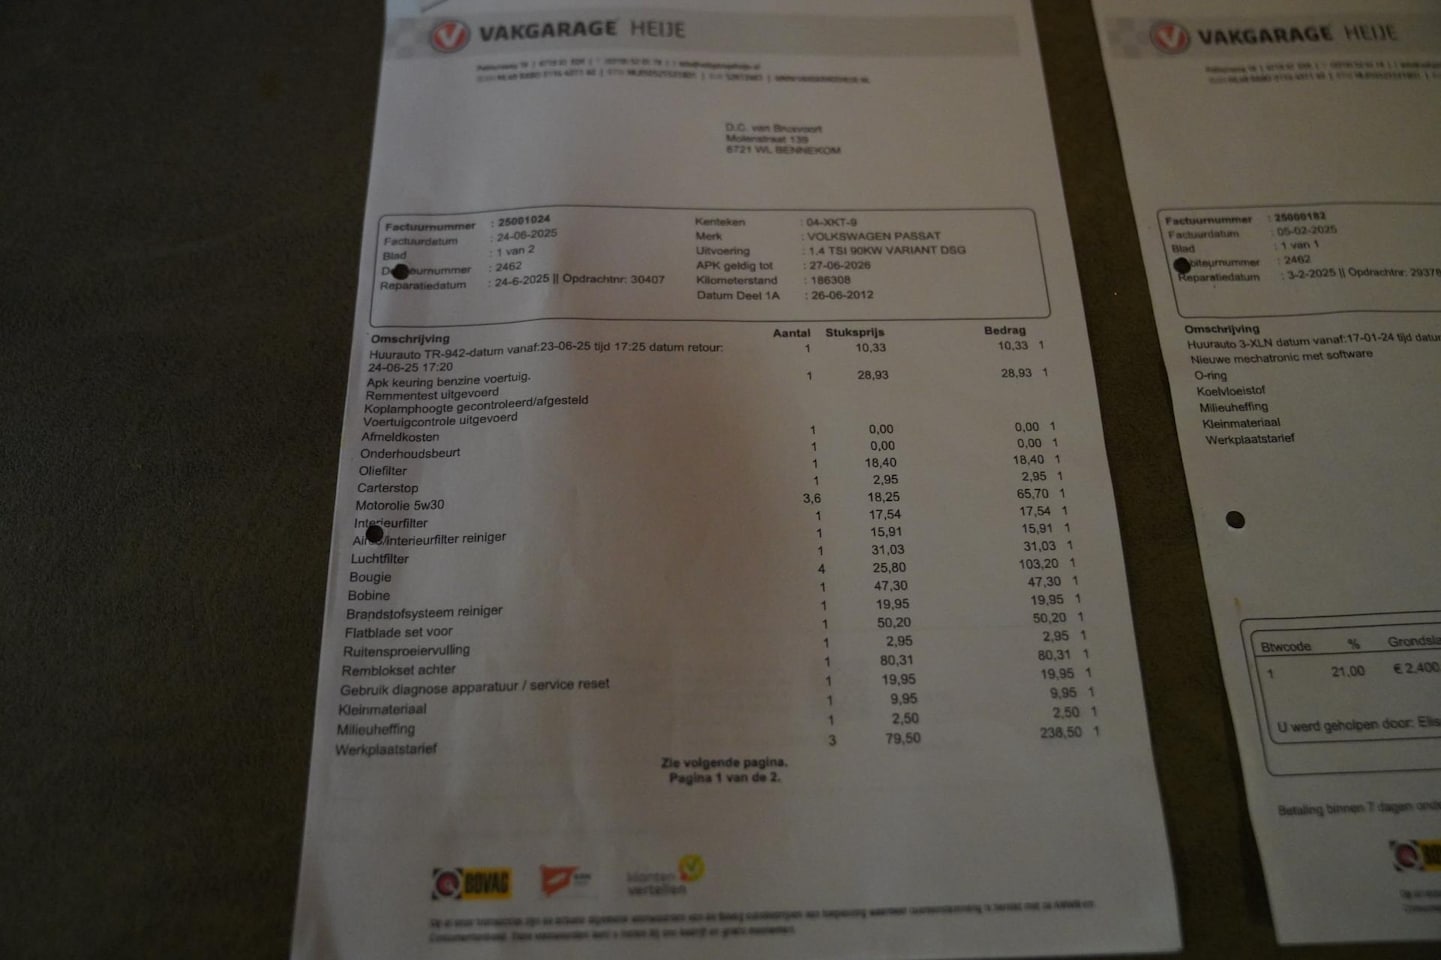 VAKGARAGE HEIJE
D.C. van
Molenstraat 139
6721 WL BENNEKOM
Factuurnummer : 25001024
Factuurdatum : 24-06-2025
Blad : 1 van 2
: 2462
Reparatiedatum : 24-6-2025 || Opdrachtnr: 30407
Kenteken : 04-XKT-9
Merk : VOLKSWAGEN PASSAT
Uitvoering : 1.4 TSI 90KW VARIANT DSG
APK geldig tot : 27-06-2026
Kilometerstand : 186308
Datum Deel 1A : 26-06-2012
Omschrijving Aantal Stuksprijs Bedrag
Huurauto TR-942-datum vanaf:23-06-25 tijd 17:25 datum retour: 1 10,33 10,33 1
24-06-25 17:20
Apk keuring benzine voertuig. 1 28,93 28,93 1
Remmentest uitgevoerd
Koplamphoogte gecontroleerd/afgesteld
Voertuigcontrole uitgevoerd
Afmeldkosten 1 0,00 0,00 1
Onderhoudsbeurt 1 0,00 0,00 1
Oliefilter 1 18,40 18,40 1
Carterstop 1 2,95 2,95 1
Motorolie 5w30 3,6 18,25 65,70 1
Interieurfilter 1 17,54 17,54 1
/interieurfilter reiniger 1 15,91 15,91 1
Luchtfilter 1 31,03 31,03 1
Bougie 4 25,80 103,20 1
Bobine 1 47,30 47,30 1
Brandstofsysteem reiniger 1 19,95 19,95 1
Flatblade set voor 1 50,20 50,20 1
Ruitensproeiervulling 1 2,95 2,95 1
Remblokset achter 1 80,31 80,31 1
Gebruik diagnose apparatuur / service reset 1 19,95 19,95 1
Kleinmateriaal 1 9,95 9,95 1
Milieuheffing 1 2,50 2,50 1
Werkplaatstarief 3 79,50 238,50 1
Zie volgende pagina.
Pagina 1 van de 2.
BOVAG
klanten
vertellen
VAKGARAGE HEIJE
Factuurnummer : 25000182
Factuurdatum : 05-02-2025
Blad : 1 van 1
: 2462
Reparatiedatum : 3-2-2025 || Opdrachtnr: 29378
Omschrijving
Huurauto 3-XLN datum vanaf:17-01-24 tijd
Nieuwe mechatronic met software
O-ring
Koelvloeistof
Milieuheffing
Kleinmateriaal
Werkplaatstarief
Btwcode %
1 21,00 € 2.400
U werd geholpen door:
Betaling binnen 7 dagen